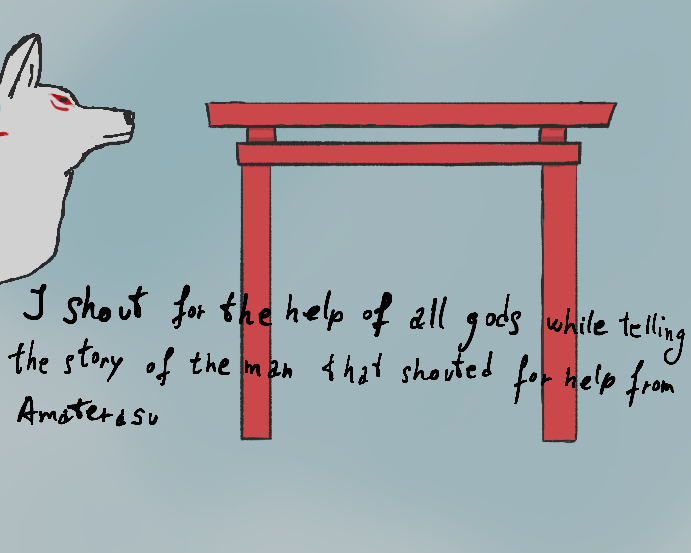 I shout for the help of all gods while telling
the story of the man that shouted for help from
Amaterasu